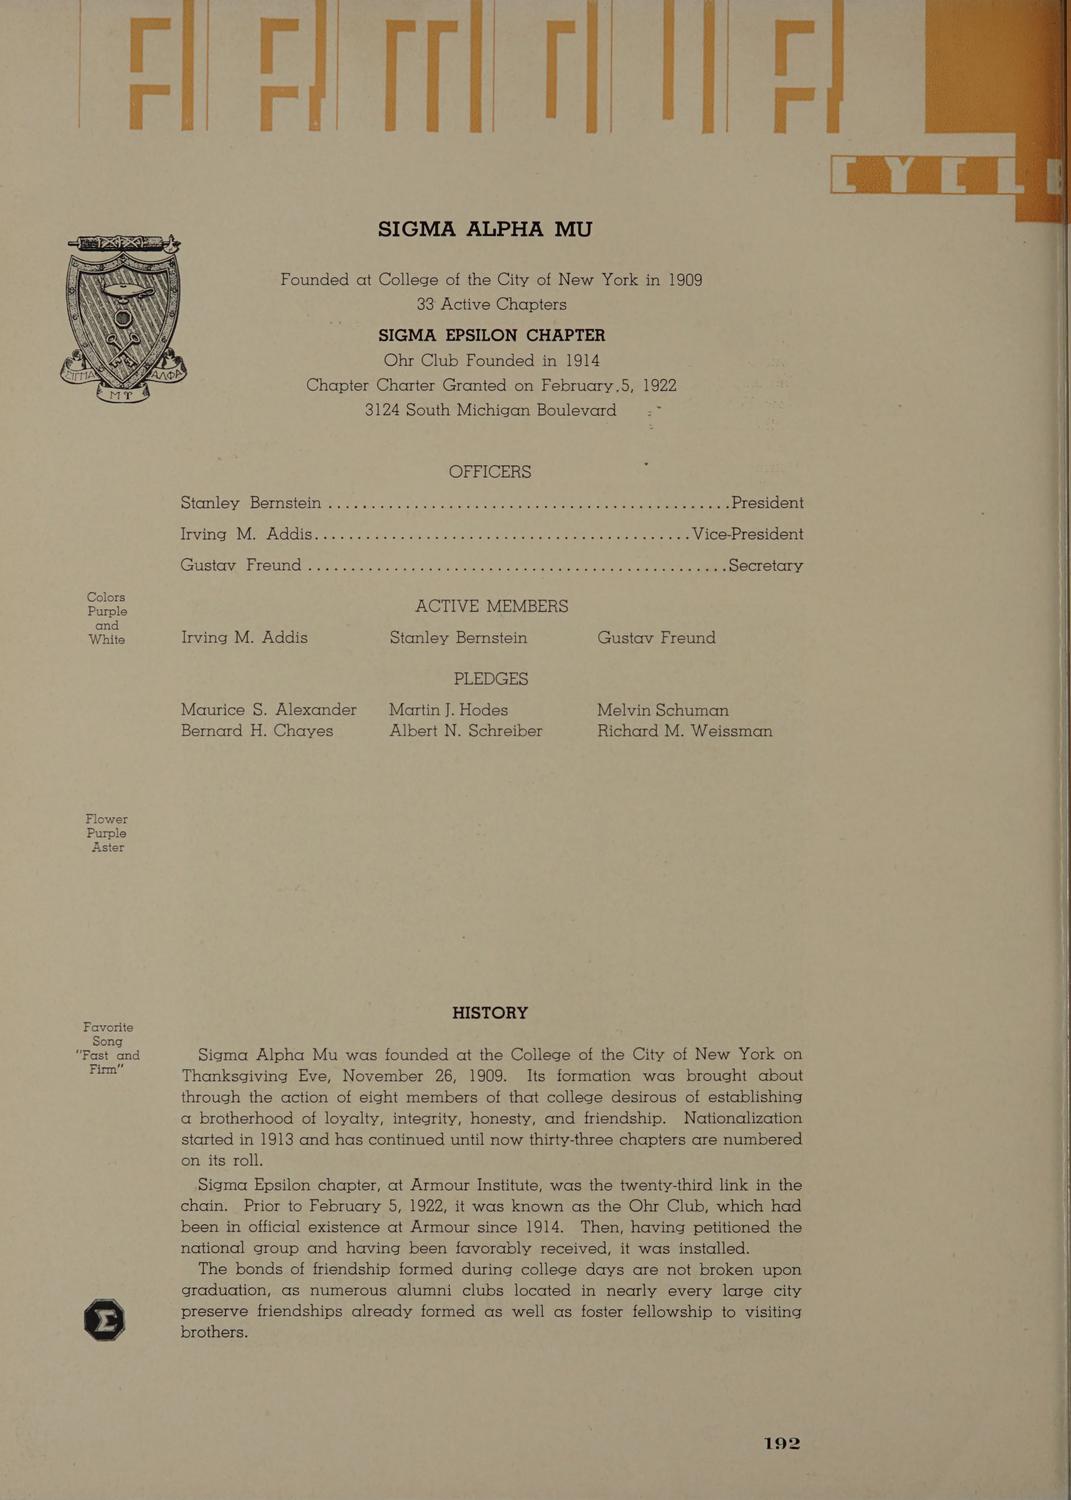 ARMOUR
CYCLE
SIGMA ALPHA MU
Founded at College of the City of New York in 1909
33 Active Chapters
SIGMA EPSILON CHAPTER
Ohr Club Founded in 1914
Chapter Charter Granted on February 5, 1922
3124 South Michigan Boulevard
ΣΙΓΜΑ ΑΛΦΑ
ΜΥ
OFFICERS
Stanley Bernstein ............................................... President
Irving M. Addis ............................................ Vice-President
Gustav Freund ................................................ Secretary
Colors
Purple
and
White
ACTIVE MEMBERS
Irving M. Addis Stanley Bernstein Gustav Freund
PLEDGES
Maurice S. Alexander Martin J. Hodes Melvin Schuman
Bernard H. Chayes Albert N. Schreiber Richard M. Weissman
Flower
Purple
Aster
Favorite
Song
"Fast and
Firm"
HISTORY
Sigma Alpha Mu was founded at the College of the City of New York on
Thanksgiving Eve, November 26, 1909. Its formation was brought about
through the action of eight members of that college desirous of establishing
a brotherhood of loyalty, integrity, honesty, and friendship. Nationalization
started in 1913 and has continued until now thirty-three chapters are numbered
on its roll.
Sigma Epsilon chapter, at Armour Institute, was the twenty-third link in the
chain. Prior to February 5, 1922, it was known as the Ohr Club, which had
been in official existence at Armour since 1914. Then, having petitioned the
national group and having been favorably received, it was installed.
The bonds of friendship formed during college days are not broken upon
graduation, as numerous alumni clubs located in nearly every large city
preserve friendships already formed as well as foster fellowship to visiting
brothers.
Σ
192